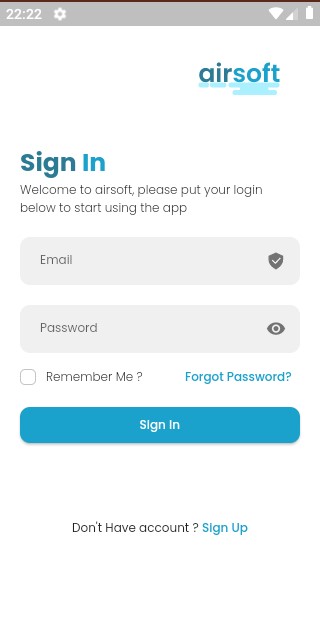 22:22
airsoft
Sign In
Welcome to airsoft, please put your login
below to start using the app
Email
Password
Remember Me ?
Forgot Password?
Sign In
Don't Have account ? Sign Up